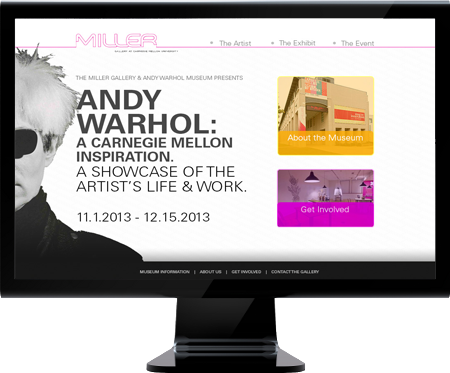 MILLER
GALLERY AT CARNEGIE MELLON UNIVERSITY
The Artist
The Exhibit
The Event
THE MILLER GALLERY & ANDY WARHOL MUSEUM PRESENTS
ANDY
WARHOL:
A CARNEGIE MELLON
INSPIRATION.
A SHOWCASE OF THE
ARTIST'S LIFE & WORK.
11.1.2013 - 12.15.2013
About the Museum
Get Involved
MUSEUM INFORMATION | ABOUT US | GET INVOLVED | CONTACT THE GALLERY